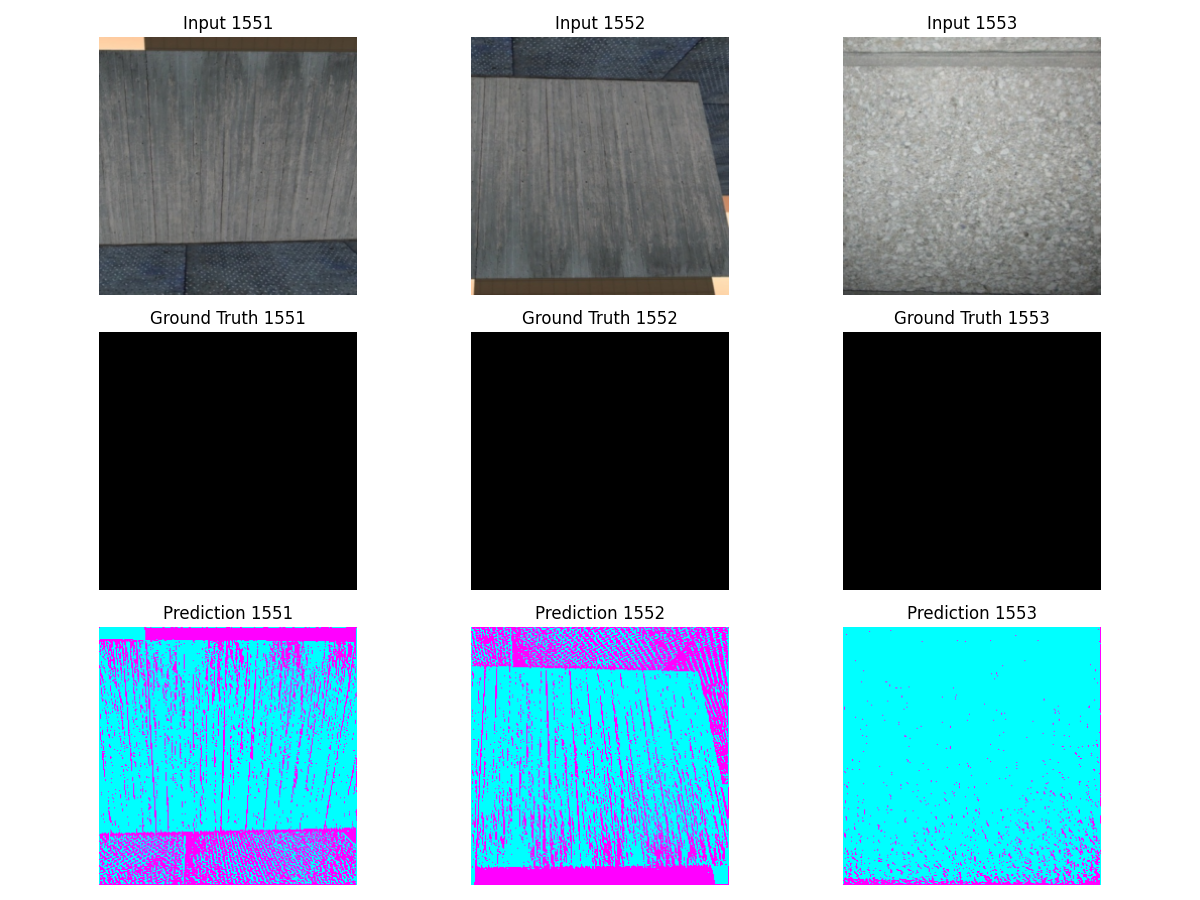 Input 1551
Input 1552
Input 1553
Ground Truth 1551
Ground Truth 1552
Ground Truth 1553
Prediction 1551
Prediction 1552
Prediction 1553